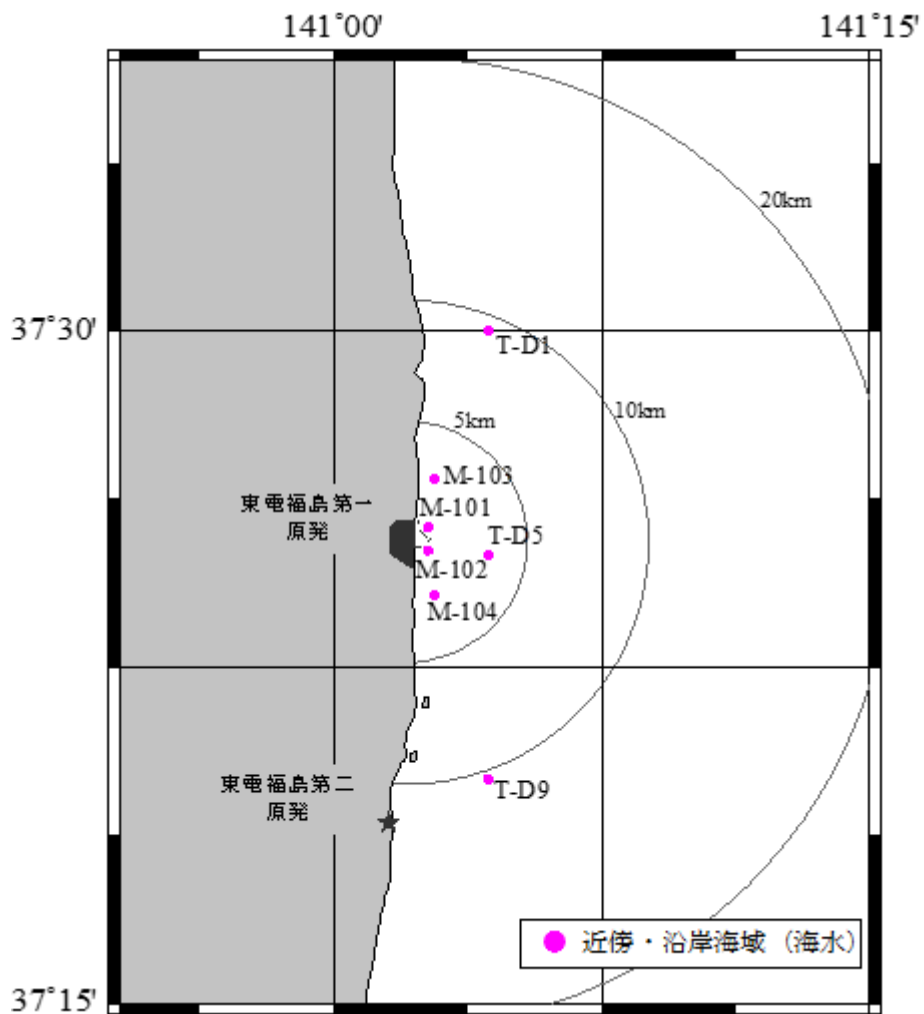 141°00'
141°15'
20km
37°30'
T-D1
10km
5km
M-103
東電福島第一
原発
M-101
T-D5
M-102
M-104
東電福島第二
原発
T-D9
近傍・沿岸海域（海水）
37°15'